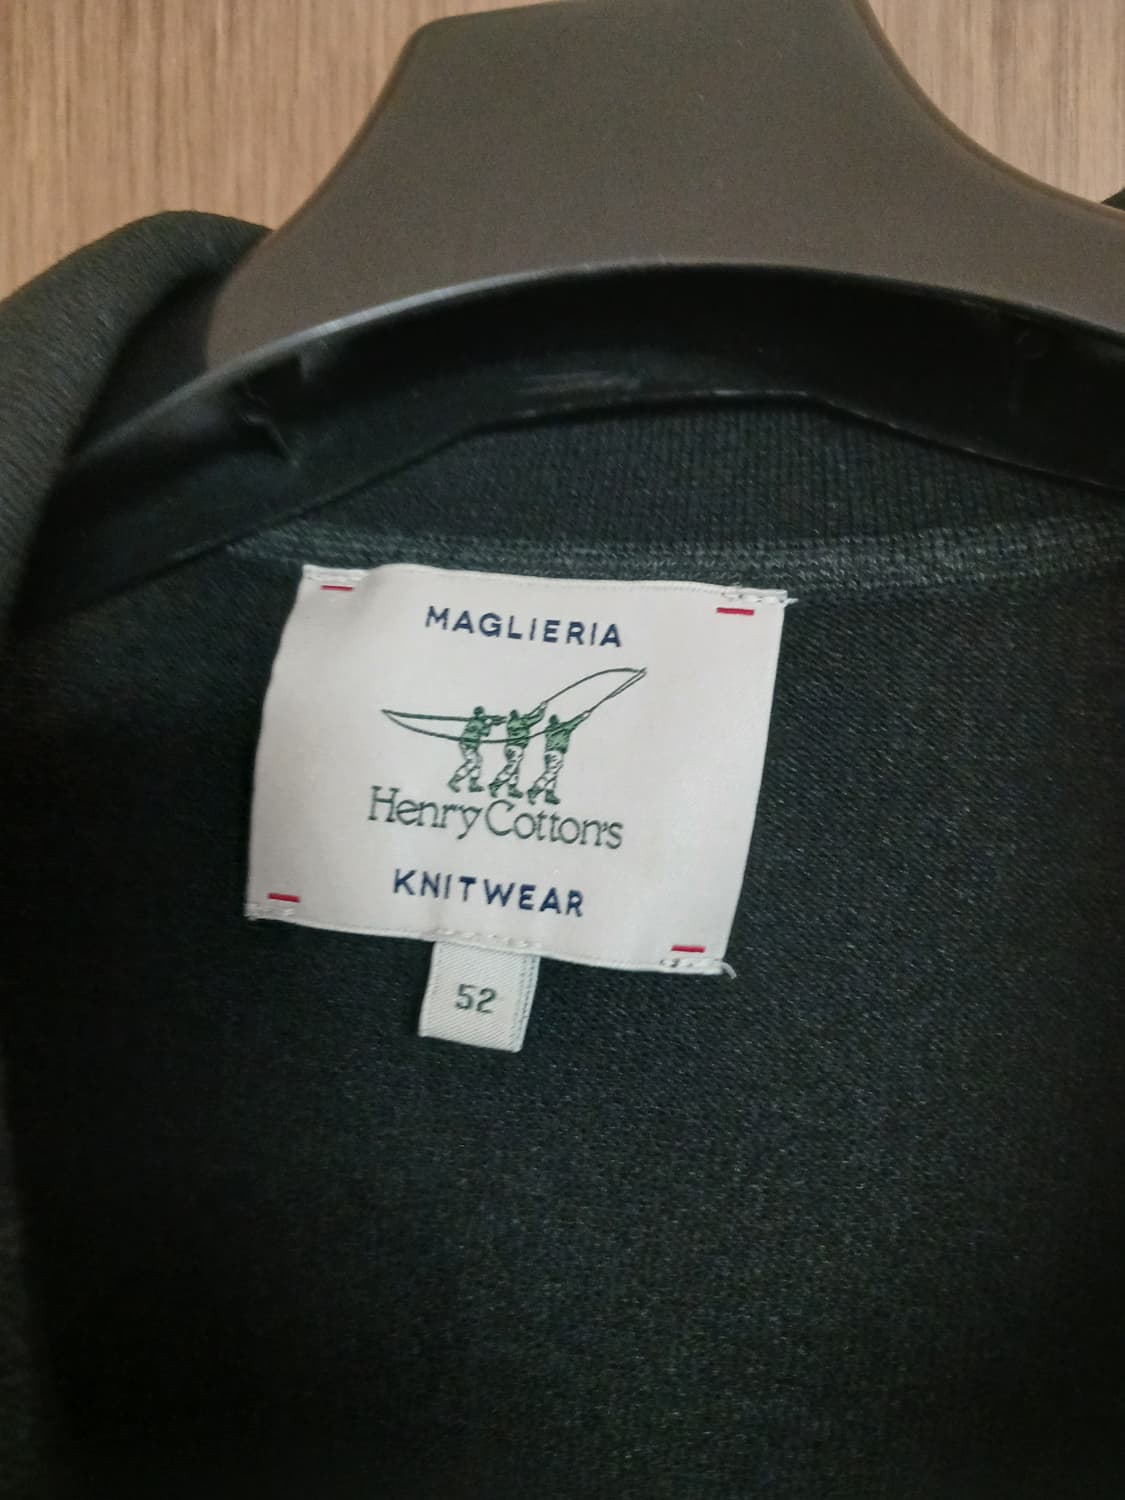 MAGLIERIA
Henry Cotton's
KNITWEAR
52